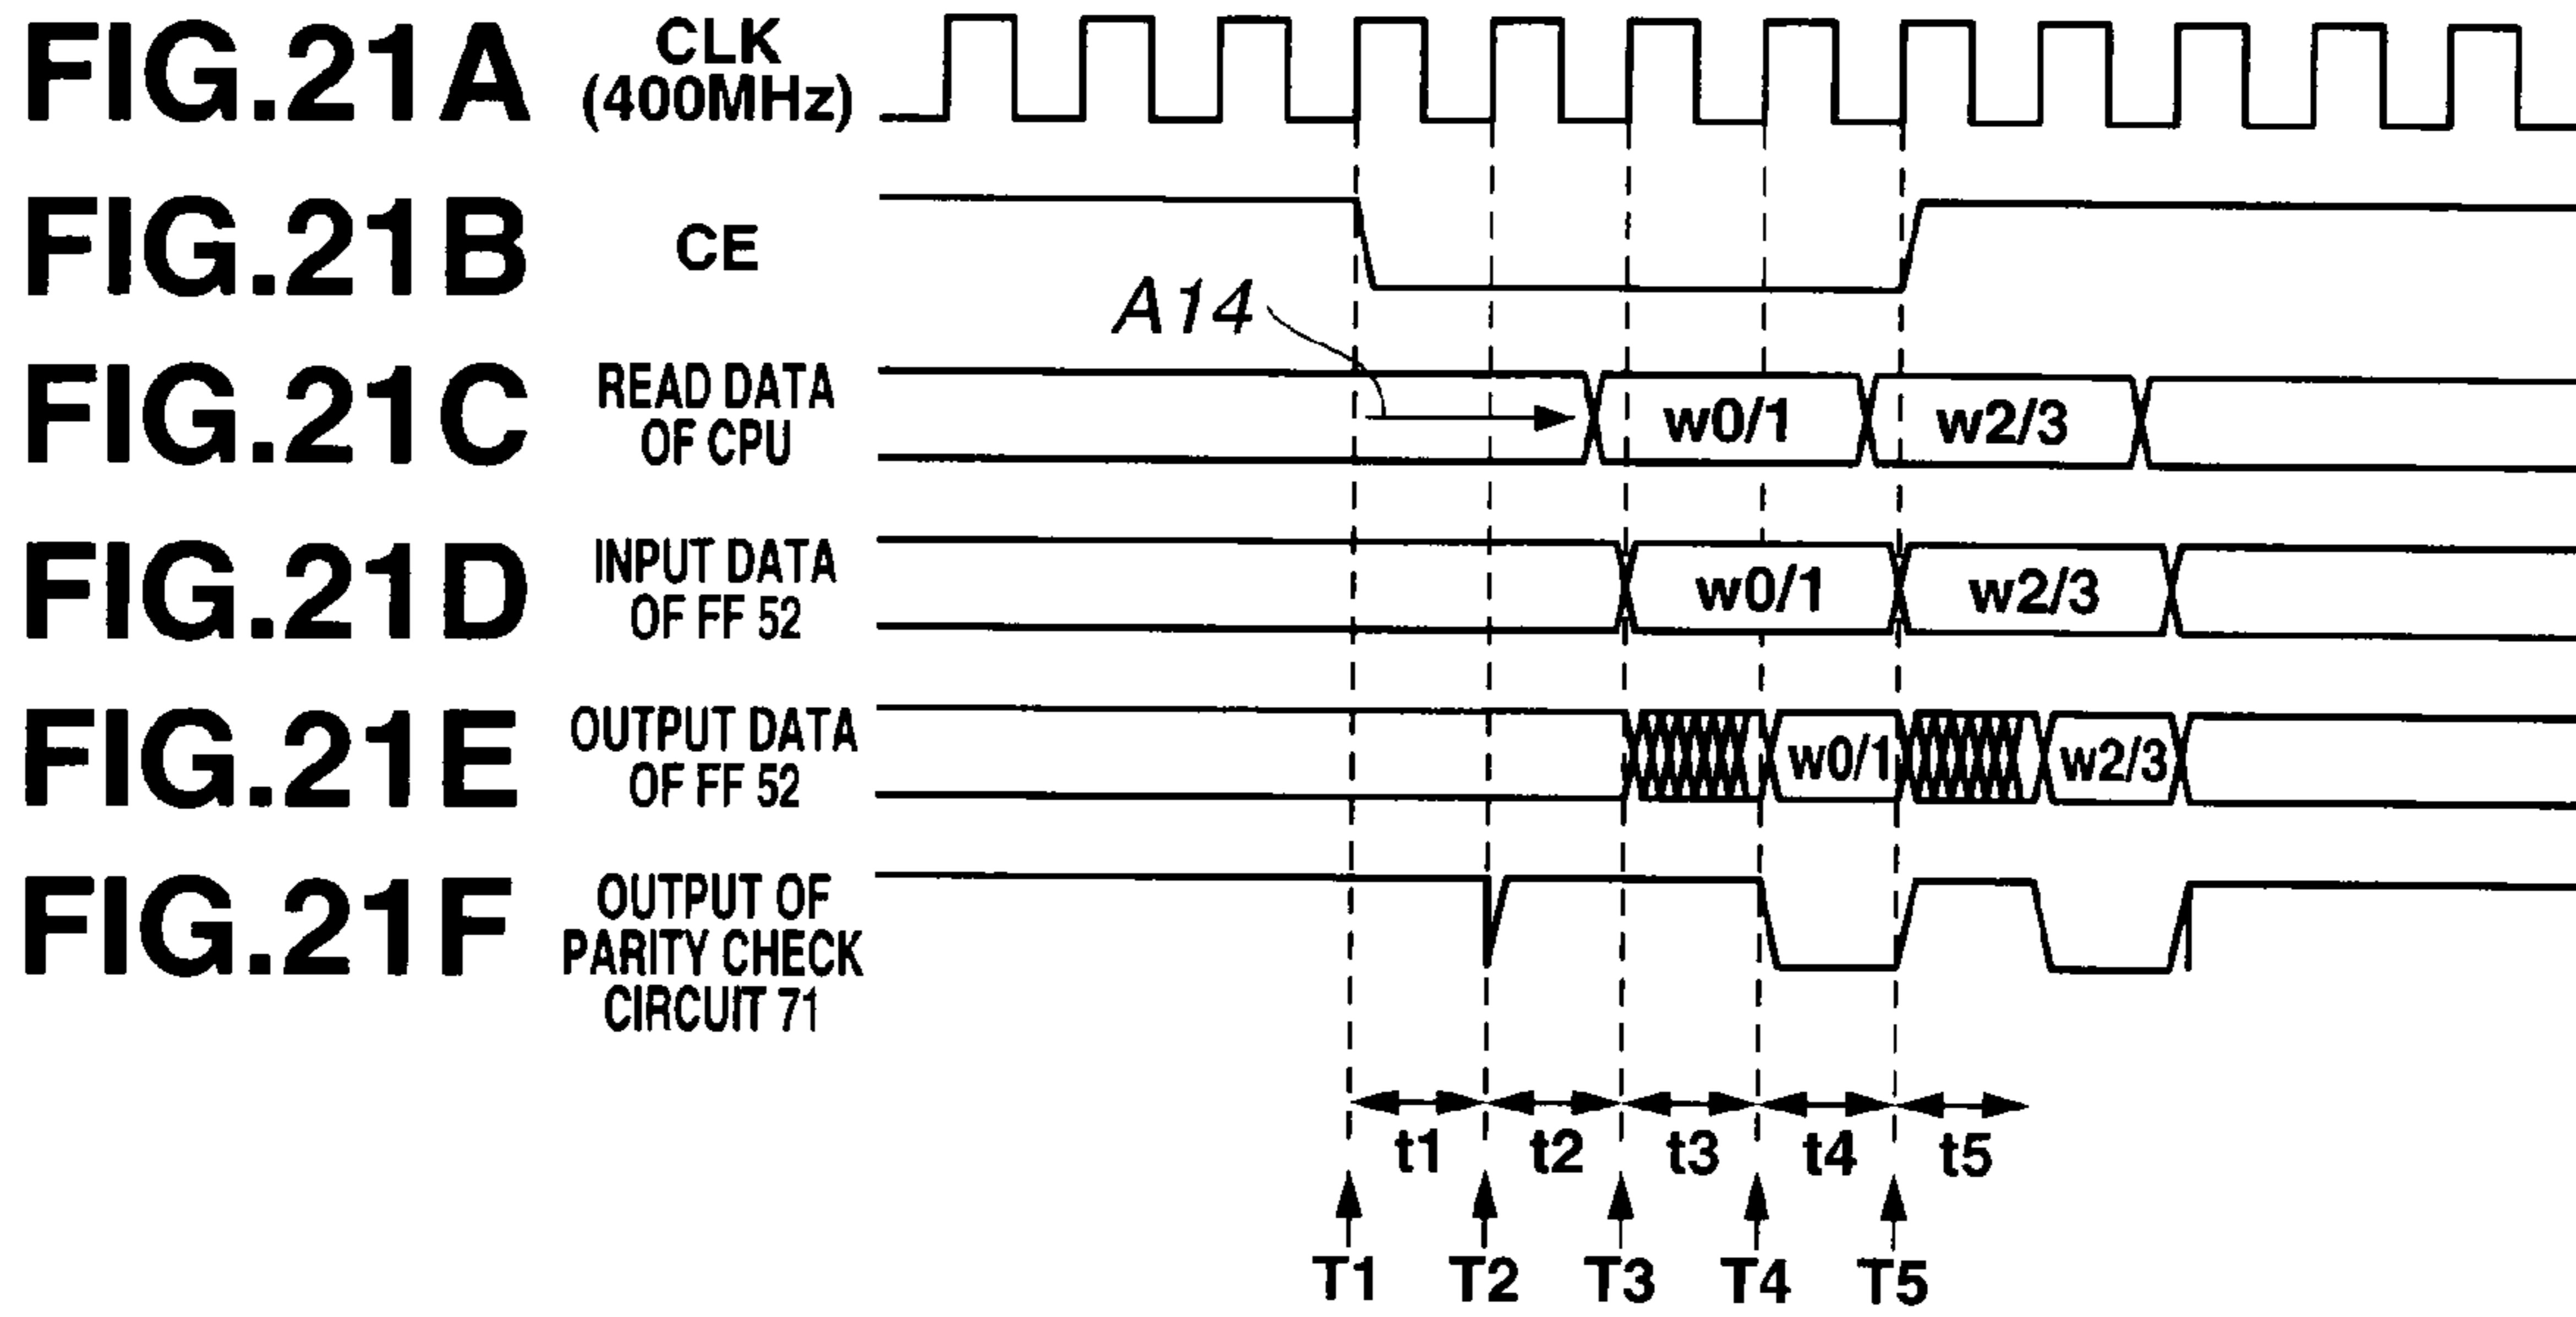 FIG.21A CLK
(400MHz)
FIG.21B CE
A14
FIG.21C READ DATA
OF CPU
w0/1 w2/3
FIG.21D INPUT DATA
OF FF 52
w0/1 w2/3
FIG.21E OUTPUT DATA
OF FF 52
w0/1 w2/3
FIG.21F OUTPUT OF
PARITY CHECK
CIRCUIT 71
t1 t2 t3 t4 t5
T1 T2 T3 T4 T5